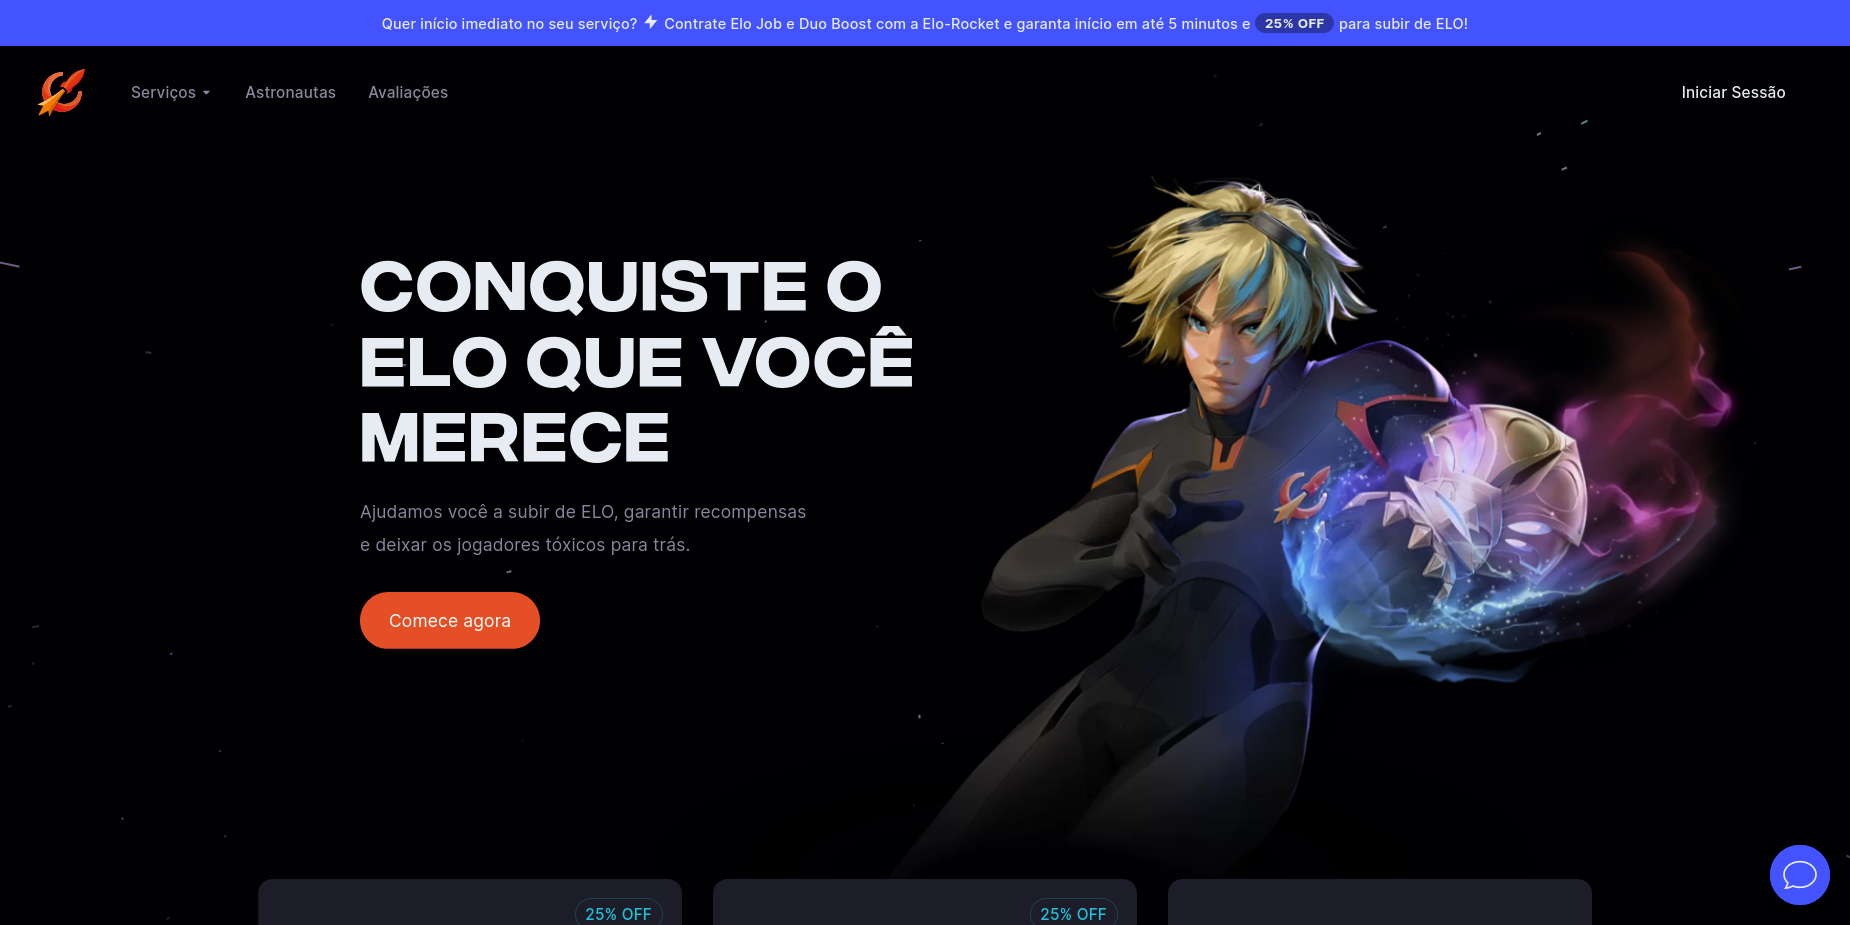 Quer início imediato no seu serviço? Contrate Elo Job e Duo Boost com a Elo-Rocket e garanta início em até 5 minutos e 25% OFF para subir de ELO!
Serviços Astronautas Avaliações Iniciar Sessão
CONQUISTE O
ELO QUE VOCÊ
MERECE
Ajudamos você a subir de ELO, garantir recompensas
e deixar os jogadores tóxicos para trás.
Comece agora
25% OFF 25% OFF